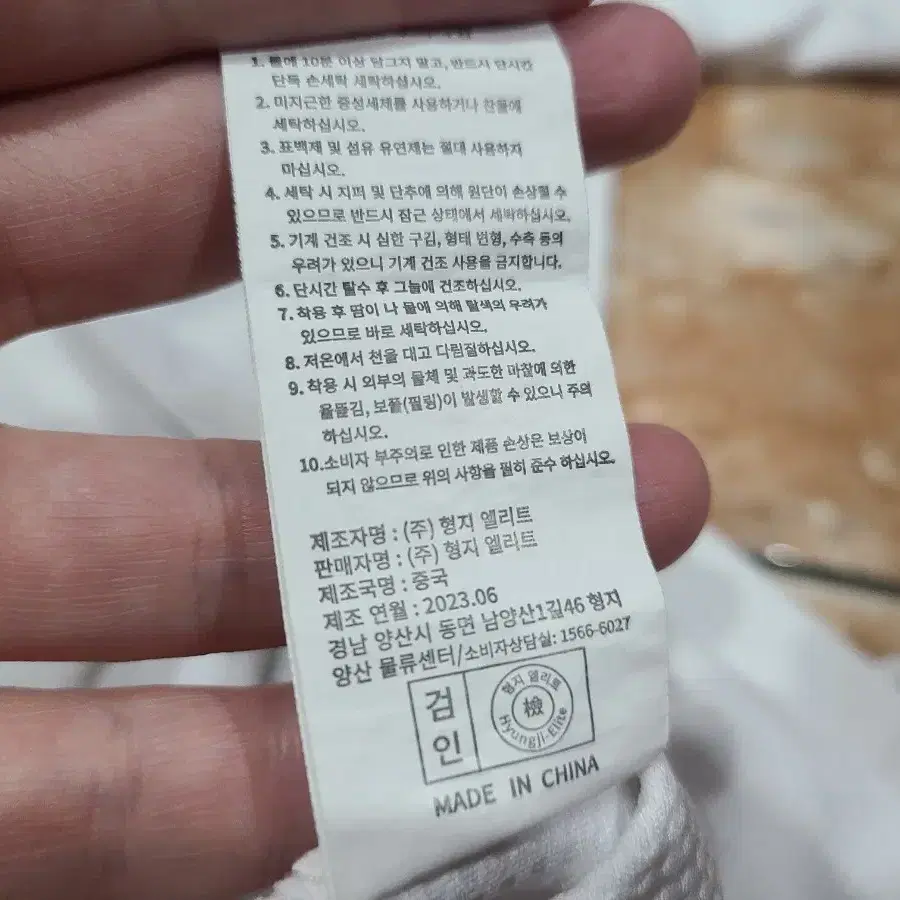 1. 물에 10분 이상 담그지 말고, 반드시 단시간
단독 손세탁 세탁하십시오.
2. 미지근한 중성세제를 사용하거나 찬물에
세탁하십시오.
3. 표백제 및 섬유 유연제는 절대 사용하지
마십시오.
4. 세탁 시 지퍼 및 단추에 의해 원단이 손상될 수
있으므로 반드시 잠근 상태에서 세탁하십시오.
5. 기계 건조 시 심한 구김, 형태 변형, 수축 등의
우려가 있으니 기계 건조 사용을 금지합니다.
6. 단시간 탈수 후 그늘에 건조하십시오.
7. 착용 후 땀이 나 물에 의해 탈색의 우려가
있으므로 바로 세탁하십시오.
8. 저온에서 천을 대고 다림질하십시오.
9. 착용 시 외부의 물체 및 과도한 마찰에 의한
올뜯김, 보풀(필링)이 발생할 수 있으니 주의
하십시오.
10.소비자 부주의로 인한 제품 손상은 보상이
되지 않으므로 위의 사항을 필히 준수 하십시오.
제조자명 : (주) 형지 엘리트
판매자명 : (주) 형지 엘리트
제조국명 : 중국
제조 연월 : 2023.06
경남 양산시 동면 남양산1길46 형지
양산 물류센터/소비자상담실: 1566-6027
검인
형지 엘리트
檢
Hyungji-Elite
MADE IN CHINA